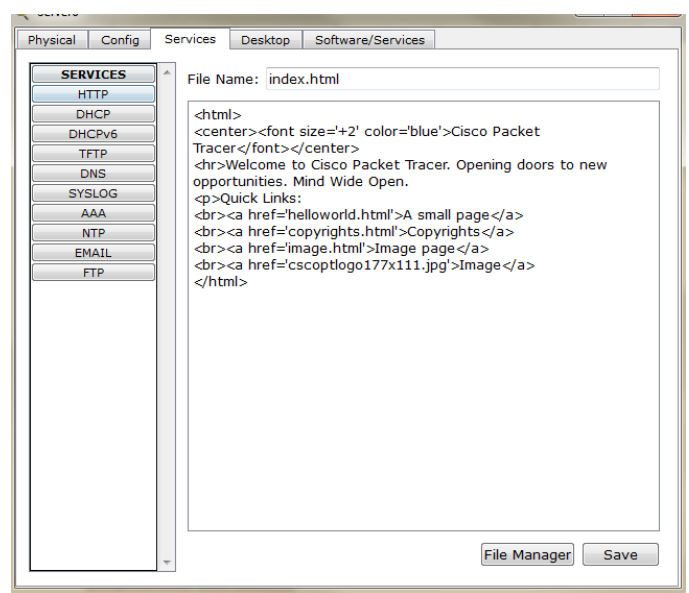 Physical Config Services Desktop Software/Services
SERVICES
HTTP
DHCP
DHCPv6
TFTP
DNS
SYSLOG
AAA
NTP
EMAIL
FTP
File Name: index.html
<html>
<center><font size='+2' color='blue'>Cisco Packet
Tracer</font></center>
<hr>Welcome to Cisco Packet Tracer. Opening doors to new
opportunities. Mind Wide Open.
<p>Quick Links:
<br><a href='helloworld.html'>A small page</a>
<br><a href='copyrights.html'>Copyrights</a>
<br><a href='image.html'>Image page</a>
<br><a href='cscoptlogo177x111.jpg'>Image</a>
</html>
File Manager Save